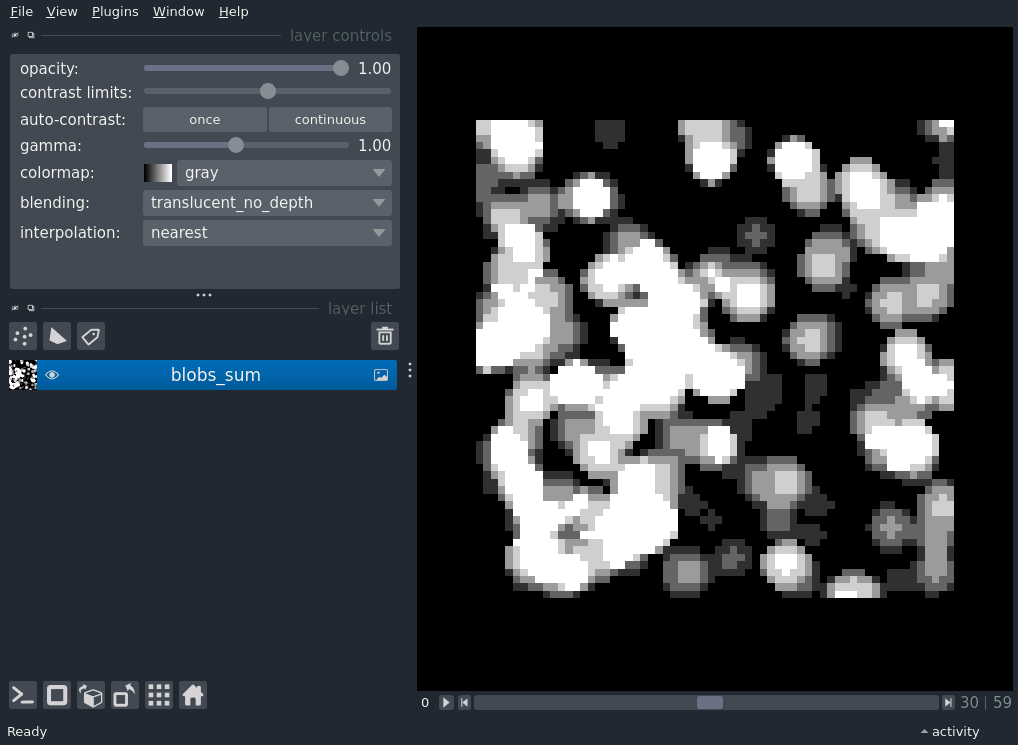 File View Plugins Window Help
layer controls
opacity: 1.00
contrast limits:
auto-contrast: once continuous
gamma: 1.00
colormap: gray
blending: translucent_no_depth
interpolation: nearest
layer list
blobs_sum
0 30 | 59
Ready activity